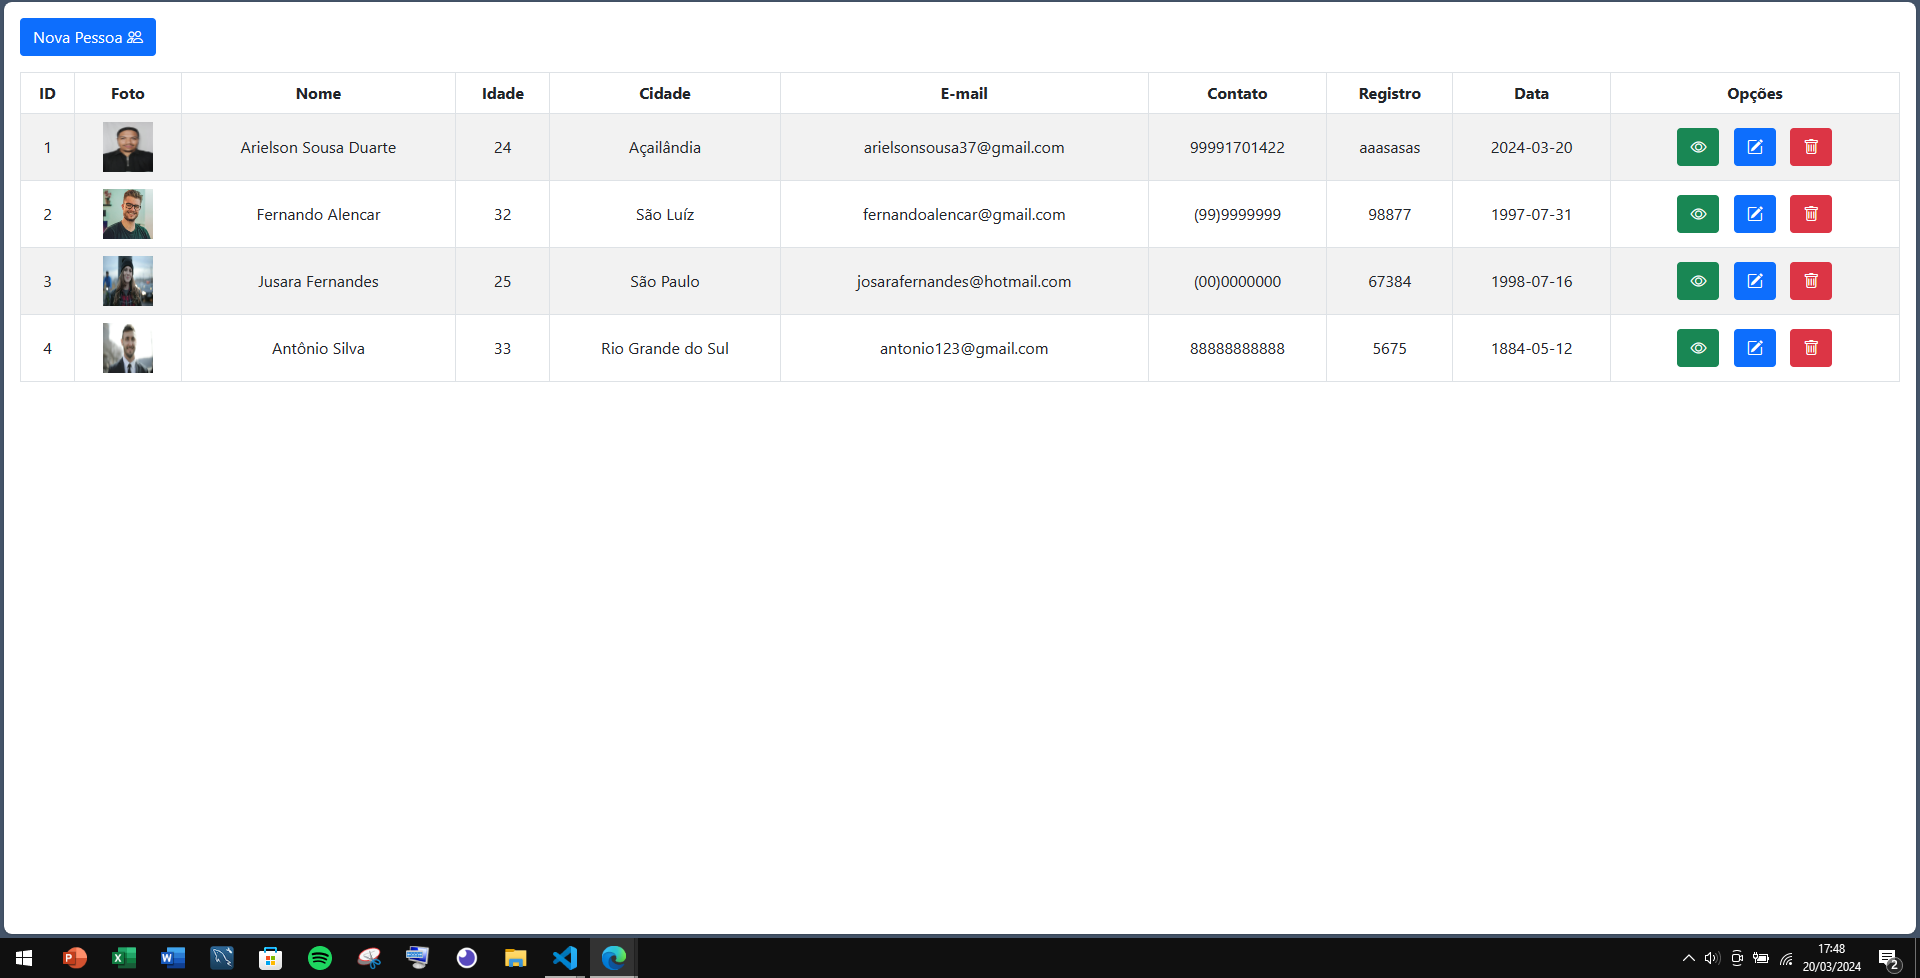 Nova Pessoa
ID Foto Nome Idade Cidade E-mail Contato Registro Data Opções
1 Arielson Sousa Duarte 24 Açailândia arielsonsousa37@gmail.com 99991701422 aaasasas 2024-03-20
2 Fernando Alencar 32 São Luíz fernandoalencar@gmail.com (99)9999999 98877 1997-07-31
3 Jusara Fernandes 25 São Paulo josarafernandes@hotmail.com (00)0000000 67384 1998-07-16
4 Antônio Silva 33 Rio Grande do Sul antonio123@gmail.com 88888888888 5675 1884-05-12
17:48
20/03/2024
2